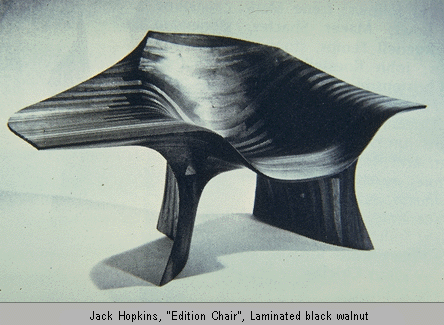 Jack Hopkins, "Edition Chair", Laminated black walnut